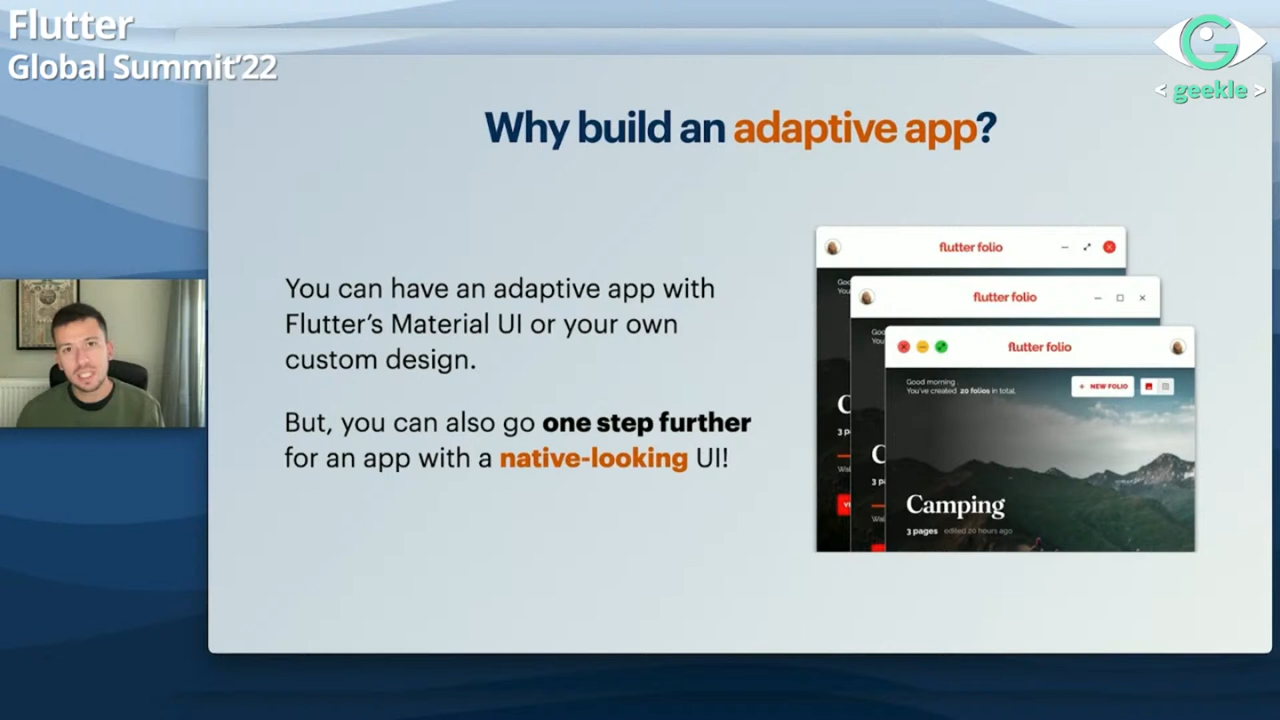 Flutter
Global Summit'22
< geekle >
Why build an adaptive app?
You can have an adaptive app with
Flutter's Material UI or your own
custom design.
But, you can also go one step further
for an app with a native-looking UI!
flutter folio
flutter folio
flutter folio
Good morning
You've created 20 folios in total.
+ NEW FOLIO
Camping
3 pages edited 20 hours ago